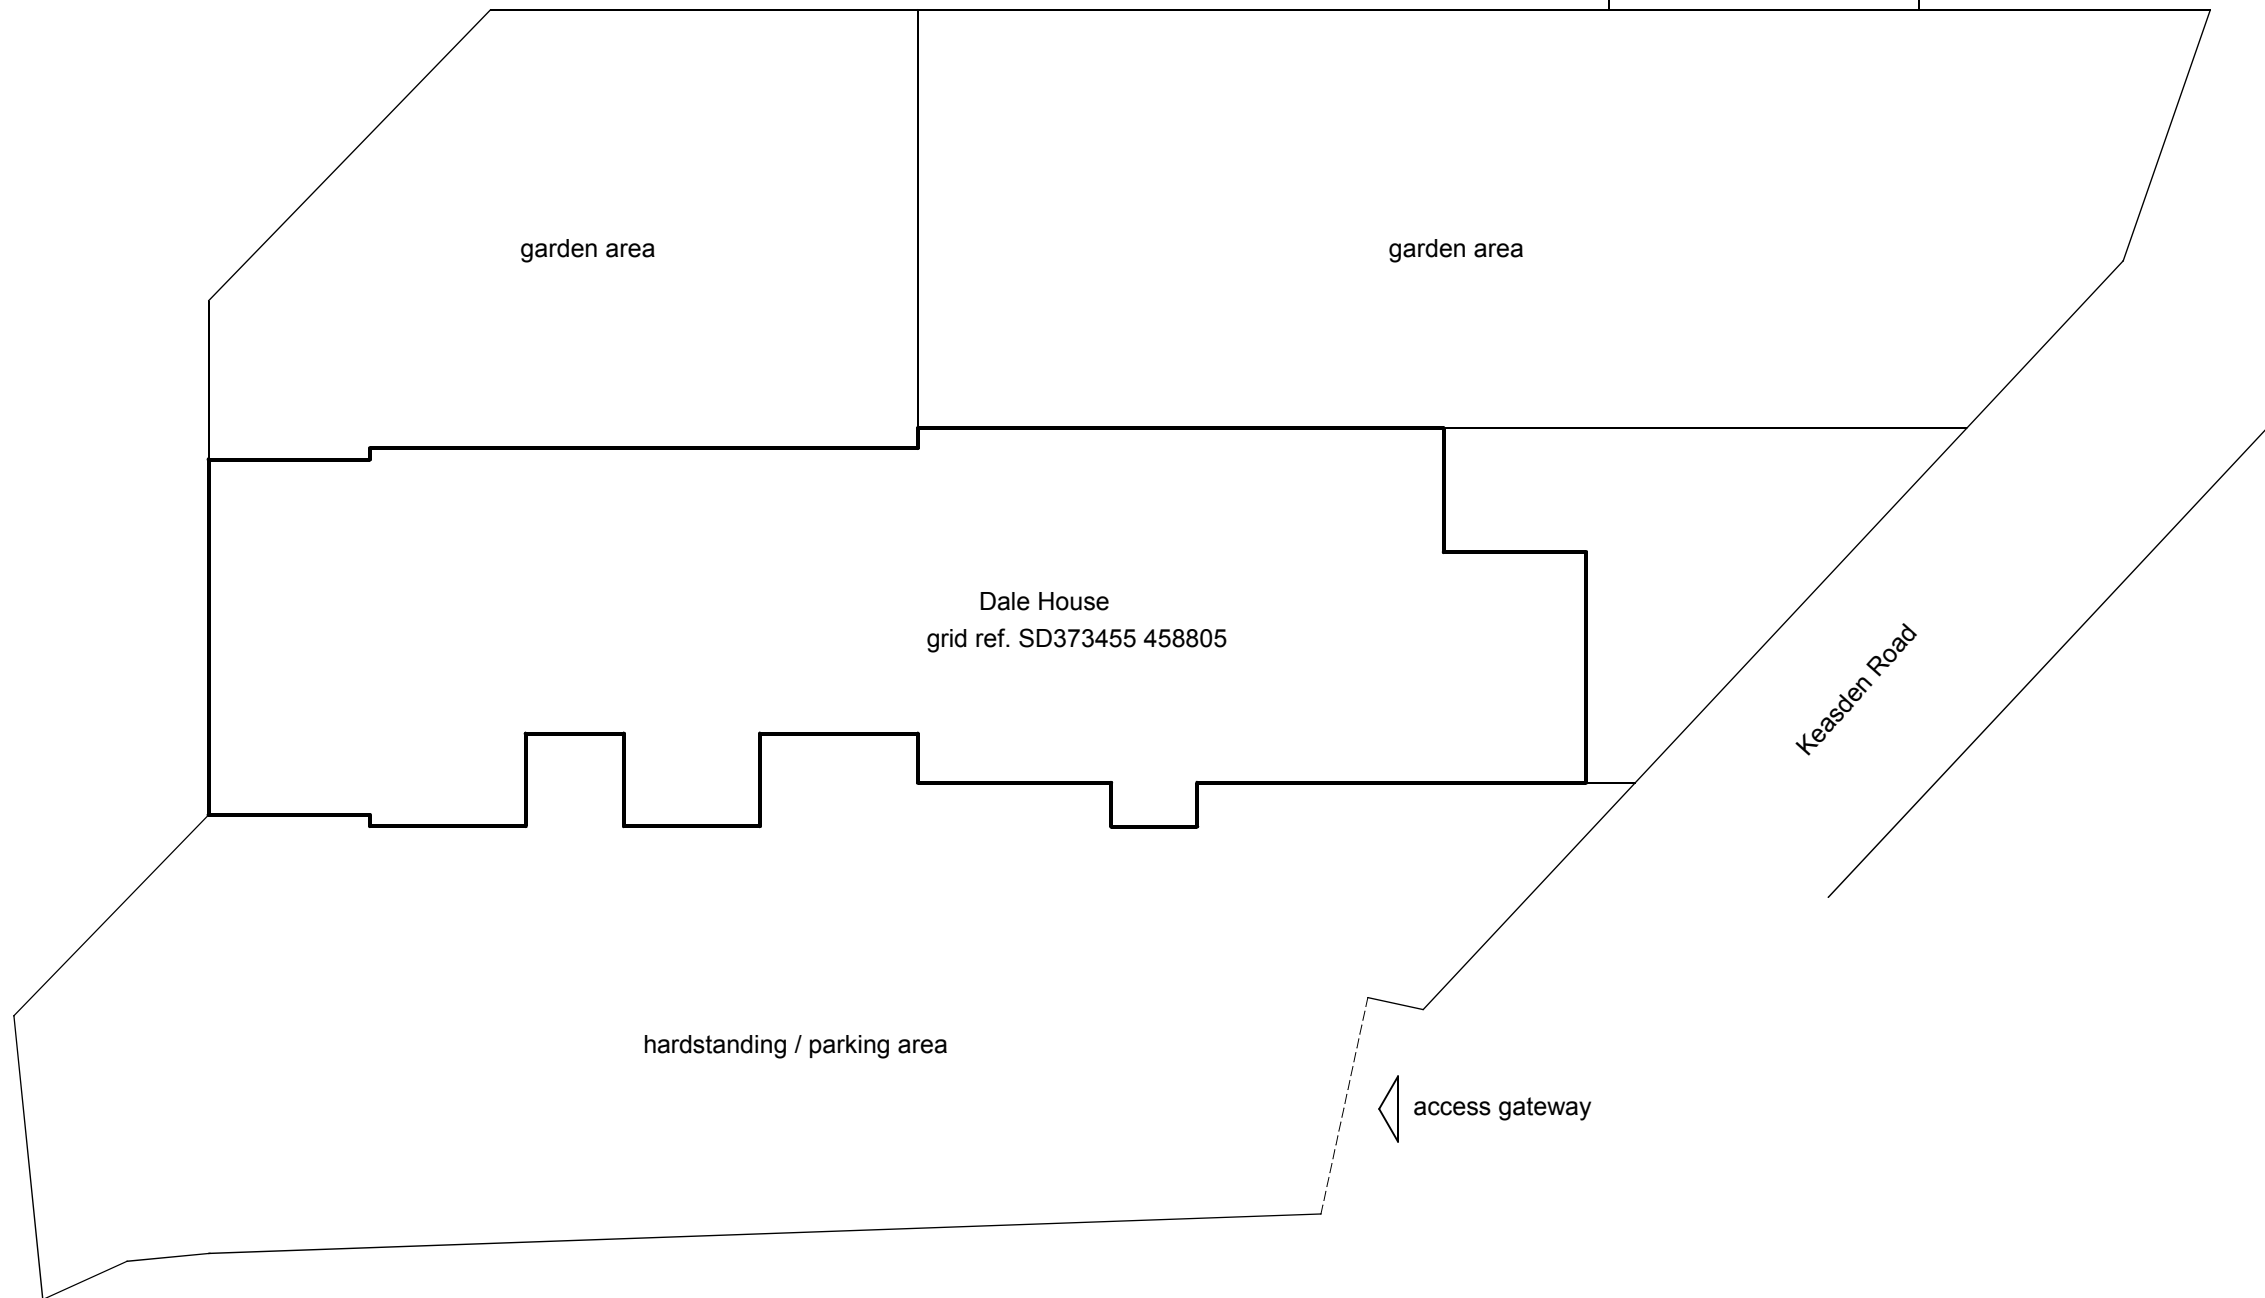 garden area
garden area
Dale House
grid ref. SD373455 458805
Keasden Road
hardstanding / parking area
access gateway